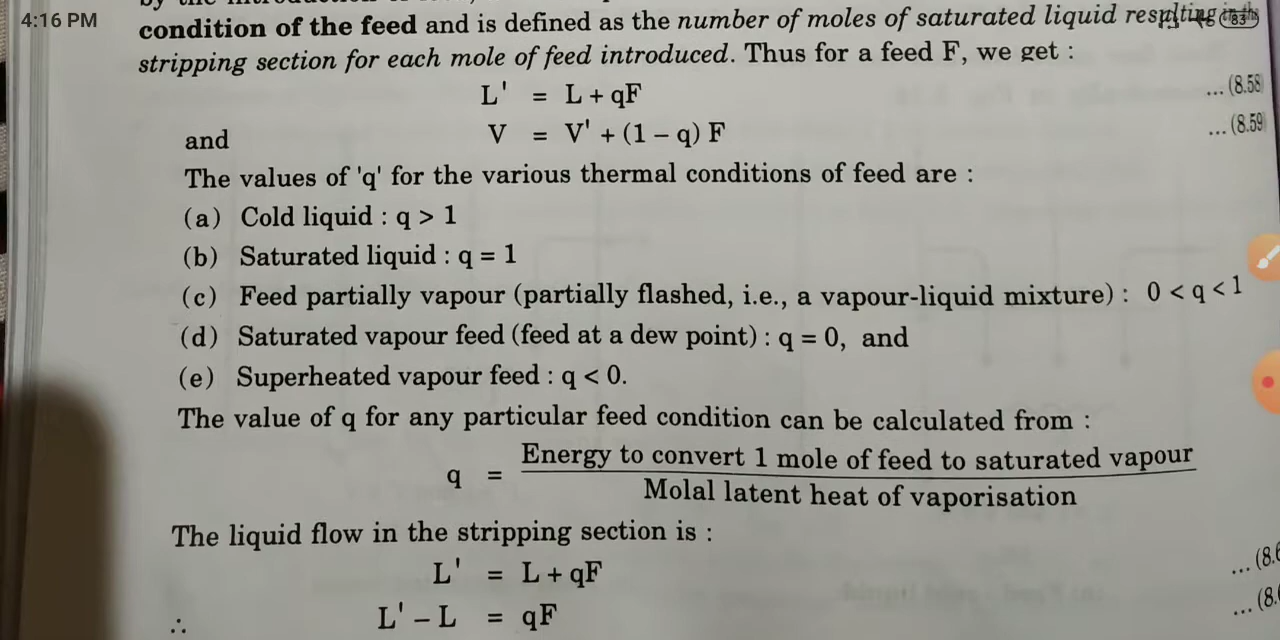 4:16 PM
condition of the feed and is defined as the number of moles of saturated liquid resulting
83
stripping section for each mole of feed introduced. Thus for a feed F, we get :
L' = L + qF ... (8.58
and V = V' + (1 – q) F ... (8.59
The values of 'q' for the various thermal conditions of feed are :
(a) Cold liquid : q > 1
(b) Saturated liquid : q = 1
(c) Feed partially vapour (partially flashed, i.e., a vapour-liquid mixture) : 0 < q < 1
(d) Saturated vapour feed (feed at a dew point) : q = 0, and
(e) Superheated vapour feed : q < 0.
The value of q for any particular feed condition can be calculated from :
q = Energy to convert 1 mole of feed to saturated vapour
Molal latent heat of vaporisation
The liquid flow in the stripping section is :
L' = L + qF ... (8.6
∴ L' – L = qF ... (8.